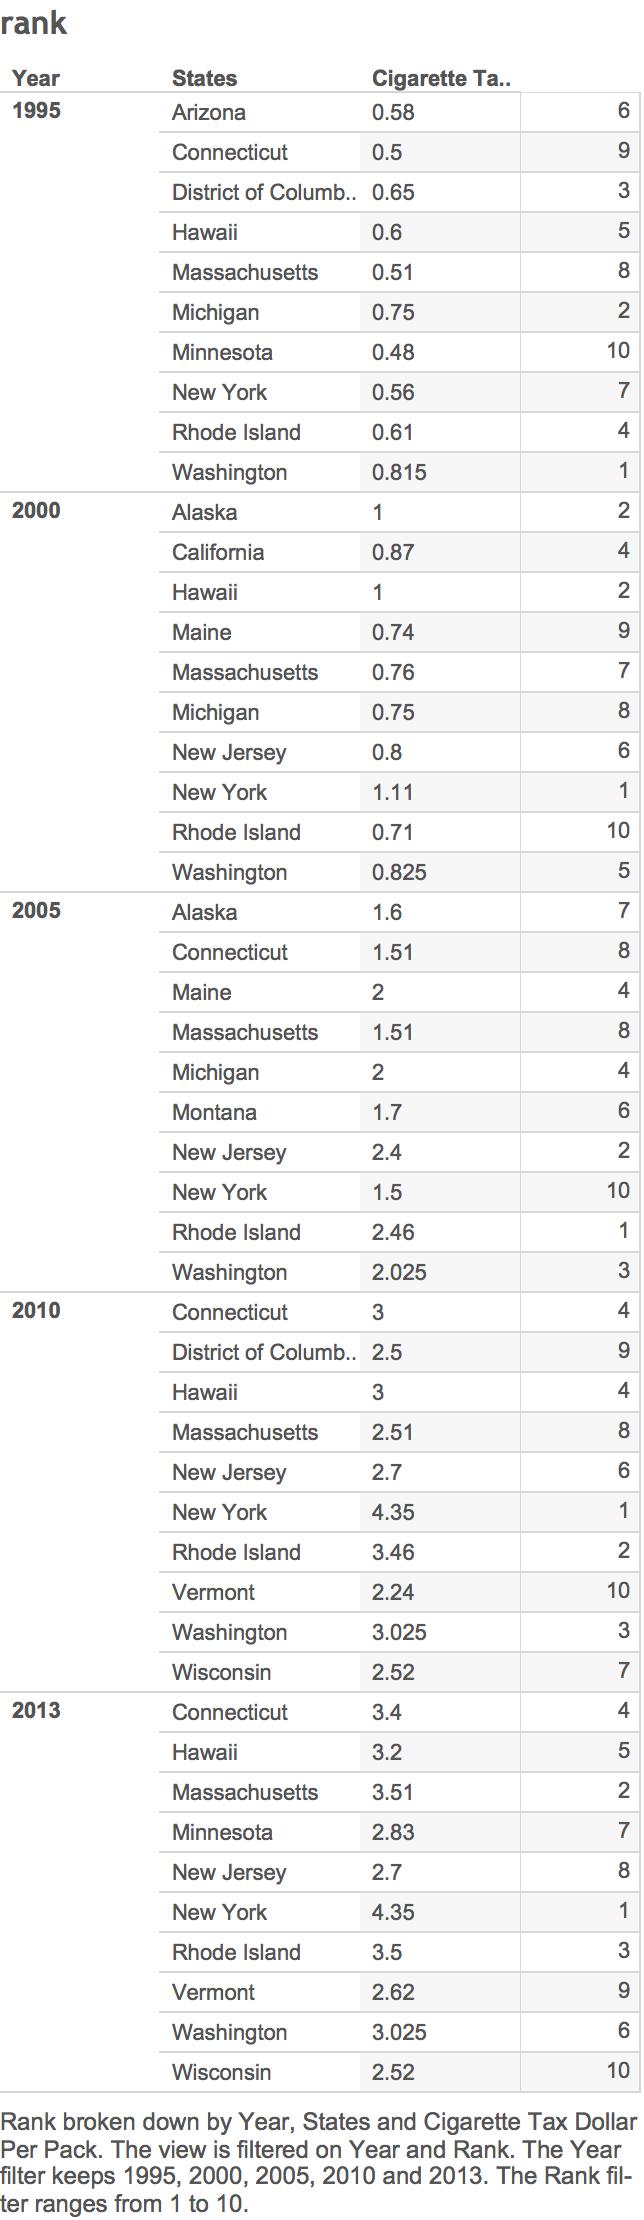 rank
Year States Cigarette Ta..
1995 Arizona 0.58 6
Connecticut 0.5 9
District of Columb.. 0.65 3
Hawaii 0.6 5
Massachusetts 0.51 8
Michigan 0.75 2
Minnesota 0.48 10
New York 0.56 7
Rhode Island 0.61 4
Washington 0.815 1
2000 Alaska 1 2
California 0.87 4
Hawaii 1 2
Maine 0.74 9
Massachusetts 0.76 7
Michigan 0.75 8
New Jersey 0.8 6
New York 1.11 1
Rhode Island 0.71 10
Washington 0.825 5
2005 Alaska 1.6 7
Connecticut 1.51 8
Maine 2 4
Massachusetts 1.51 8
Michigan 2 4
Montana 1.7 6
New Jersey 2.4 2
New York 1.5 10
Rhode Island 2.46 1
Washington 2.025 3
2010 Connecticut 3 4
District of Columb.. 2.5 9
Hawaii 3 4
Massachusetts 2.51 8
New Jersey 2.7 6
New York 4.35 1
Rhode Island 3.46 2
Vermont 2.24 10
Washington 3.025 3
Wisconsin 2.52 7
2013 Connecticut 3.4 4
Hawaii 3.2 5
Massachusetts 3.51 2
Minnesota 2.83 7
New Jersey 2.7 8
New York 4.35 1
Rhode Island 3.5 3
Vermont 2.62 9
Washington 3.025 6
Wisconsin 2.52 10
Rank broken down by Year, States and Cigarette Tax Dollar
Per Pack. The view is filtered on Year and Rank. The Year
filter keeps 1995, 2000, 2005, 2010 and 2013. The Rank fil-
ter ranges from 1 to 10.